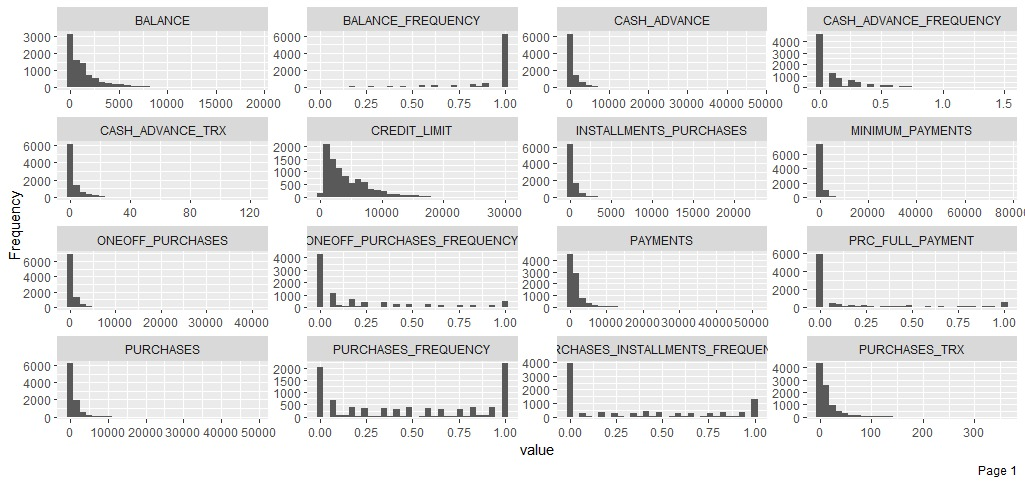 BALANCE
BALANCE_FREQUENCY
CASH_ADVANCE
CASH_ADVANCE_FREQUENCY
3000
2000
1000
0
0 5000 10000 15000 20000
6000
4000
2000
0
0.00 0.25 0.50 0.75 1.00
6000
4000
2000
0
0 10000 20000 30000 40000 50000
4000
3000
2000
1000
0
0.0 0.5 1.0 1.5
CASH_ADVANCE_TRX
CREDIT_LIMIT
INSTALLMENTS_PURCHASES
MINIMUM_PAYMENTS
6000
4000
2000
0
0 40 80 120
2000
1500
1000
500
0
0 10000 20000 30000
6000
4000
2000
0
0 5000 10000 15000 20000
6000
4000
2000
0
0 20000 40000 60000 80000
Frequency
ONEOFF_PURCHASES
ONEOFF_PURCHASES_FREQUENCY
PAYMENTS
PRC_FULL_PAYMENT
6000
4000
2000
0
0 10000 20000 30000 40000
4000
3000
2000
1000
0
0.00 0.25 0.50 0.75 1.00
4000
3000
2000
1000
0
0 10000 20000 30000 40000 50000
6000
4000
2000
0
0.00 0.25 0.50 0.75 1.00
PURCHASES
PURCHASES_FREQUENCY
RCHASES_INSTALLMENTS_FREQUEN
PURCHASES_TRX
6000
4000
2000
0
0 10000 20000 30000 40000 50000
2000
1500
1000
500
0
0.00 0.25 0.50 0.75 1.00
4000
3000
2000
1000
0
0.00 0.25 0.50 0.75 1.00
4000
3000
2000
1000
0
0 100 200 300
value
Page 1